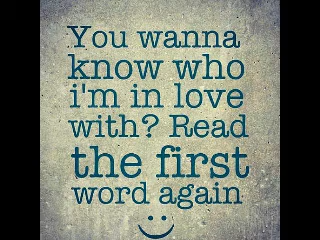 You wanna
know who
i'm in love
with? Read
the first
word again